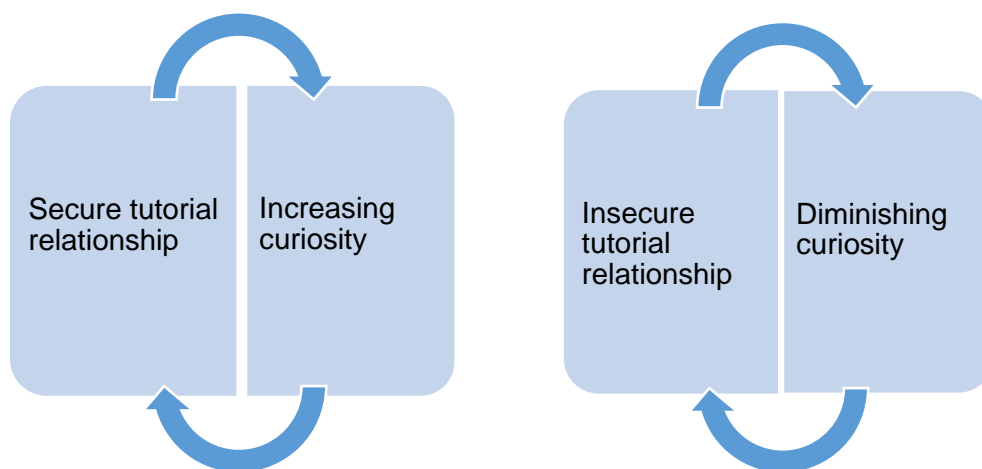 Secure tutorial
relationship
Increasing
curiosity
Insecure
tutorial
relationship
Diminishing
curiosity